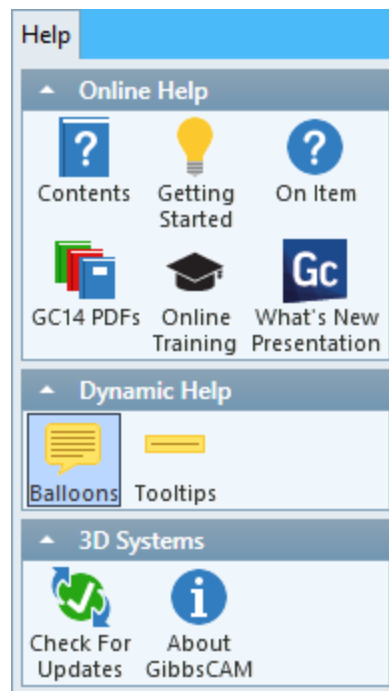 Help
Online Help
?
?
Contents
Getting
Started
On Item
Gc
GC14 PDFs
Online
Training
What's New
Presentation
Dynamic Help
Balloons
Tooltips
3D Systems
i
Check For
Updates
About
GibbsCAM